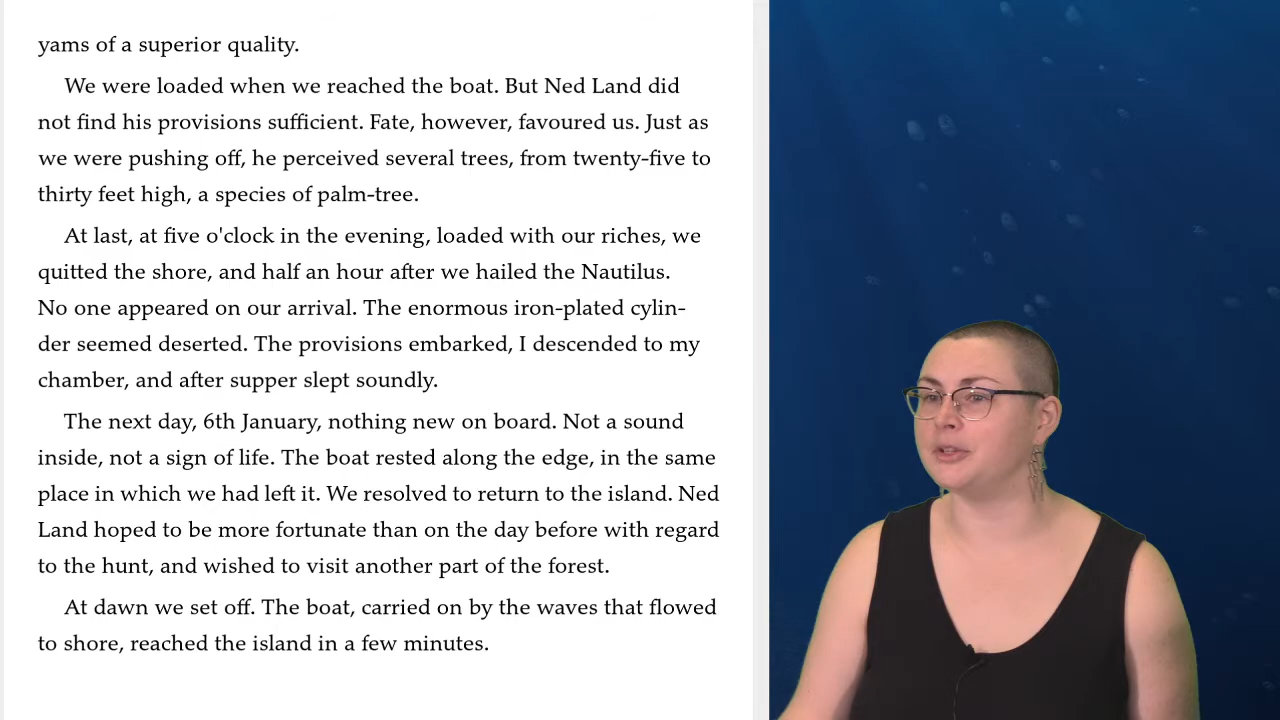 yams of a superior quality.
We were loaded when we reached the boat. But Ned Land did
not find his provisions sufficient. Fate, however, favoured us. Just as
we were pushing off, he perceived several trees, from twenty-five to
thirty feet high, a species of palm-tree.
At last, at five o'clock in the evening, loaded with our riches, we
quitted the shore, and half an hour after we hailed the Nautilus.
No one appeared on our arrival. The enormous iron-plated cylin-
der seemed deserted. The provisions embarked, I descended to my
chamber, and after supper slept soundly.
The next day, 6th January, nothing new on board. Not a sound
inside, not a sign of life. The boat rested along the edge, in the same
place in which we had left it. We resolved to return to the island. Ned
Land hoped to be more fortunate than on the day before with regard
to the hunt, and wished to visit another part of the forest.
At dawn we set off. The boat, carried on by the waves that flowed
to shore, reached the island in a few minutes.